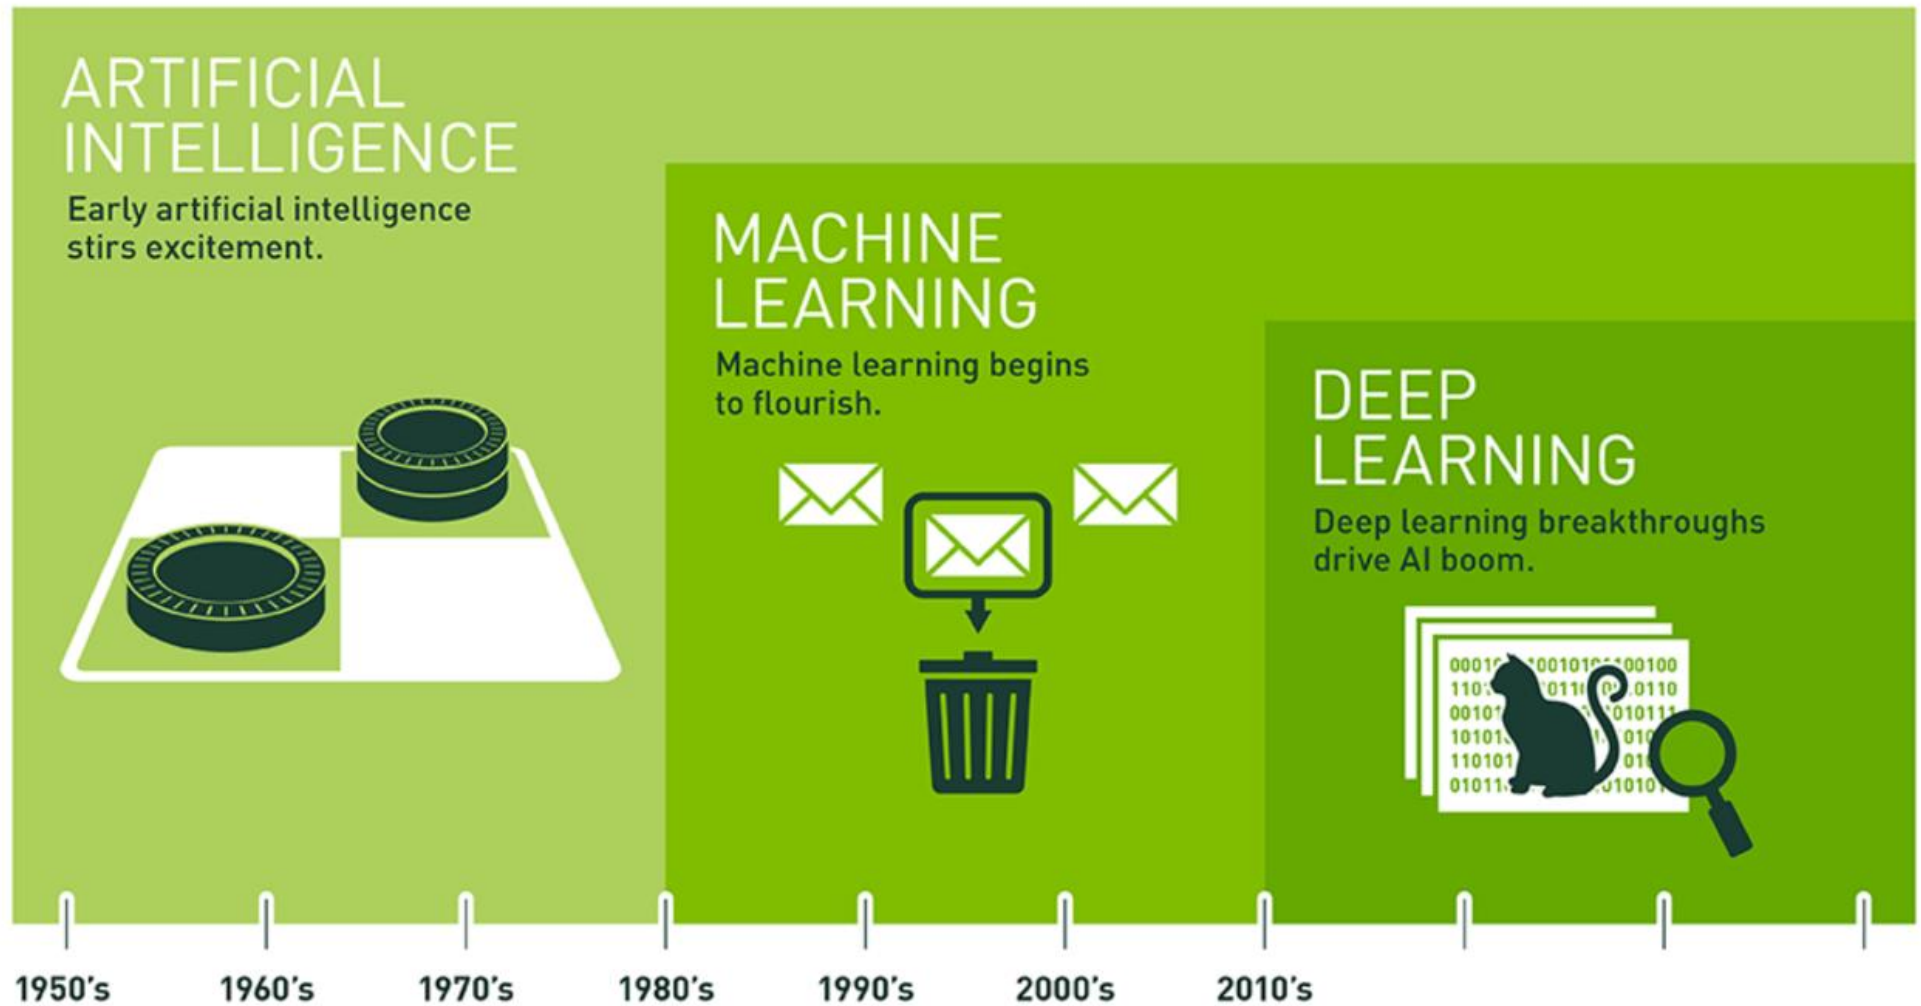 ARTIFICIAL
INTELLIGENCE
Early artificial intelligence
stirs excitement.
MACHINE
LEARNING
Machine learning begins
to flourish.
DEEP
LEARNING
Deep learning breakthroughs
drive AI boom.
1950's
1960's
1970's
1980's
1990's
2000's
2010's